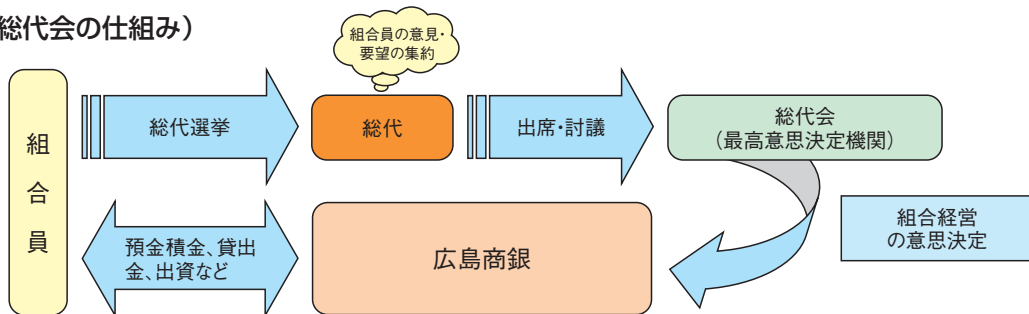 総代会の仕組み)
組合員の意見・
要望の集約
組合員
総代選挙
総代
出席・討議
総代会
(最高意思決定機関)
預金積金、貸出
金、出資など
広島商銀
組合経営
の意思決定